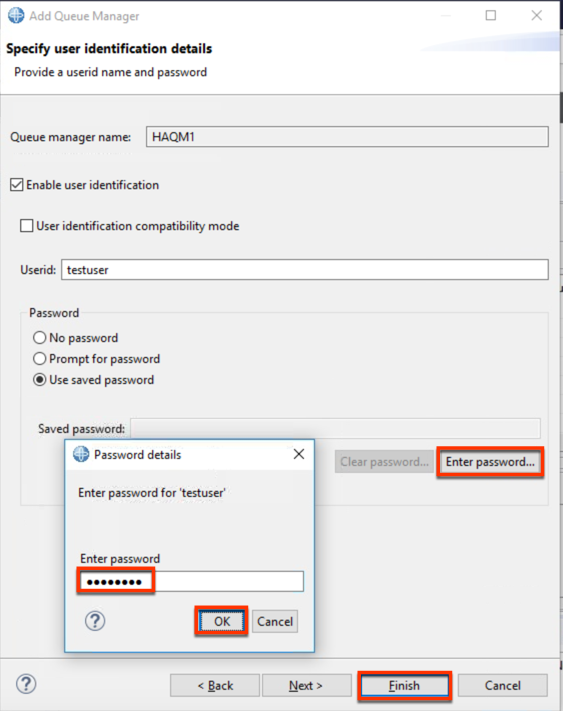 Add Queue Manager
Specify user identification details
Provide a userid name and password
Queue manager name: HAQM1
Enable user identification
User identification compatibility mode
Userid: testuser
Password
No password
Prompt for password
Use saved password
Saved password:
Clear password... Enter password...
Password details
Enter password for 'testuser'
Enter password
••••••••
? OK Cancel
? < Back Next > Finish Cancel